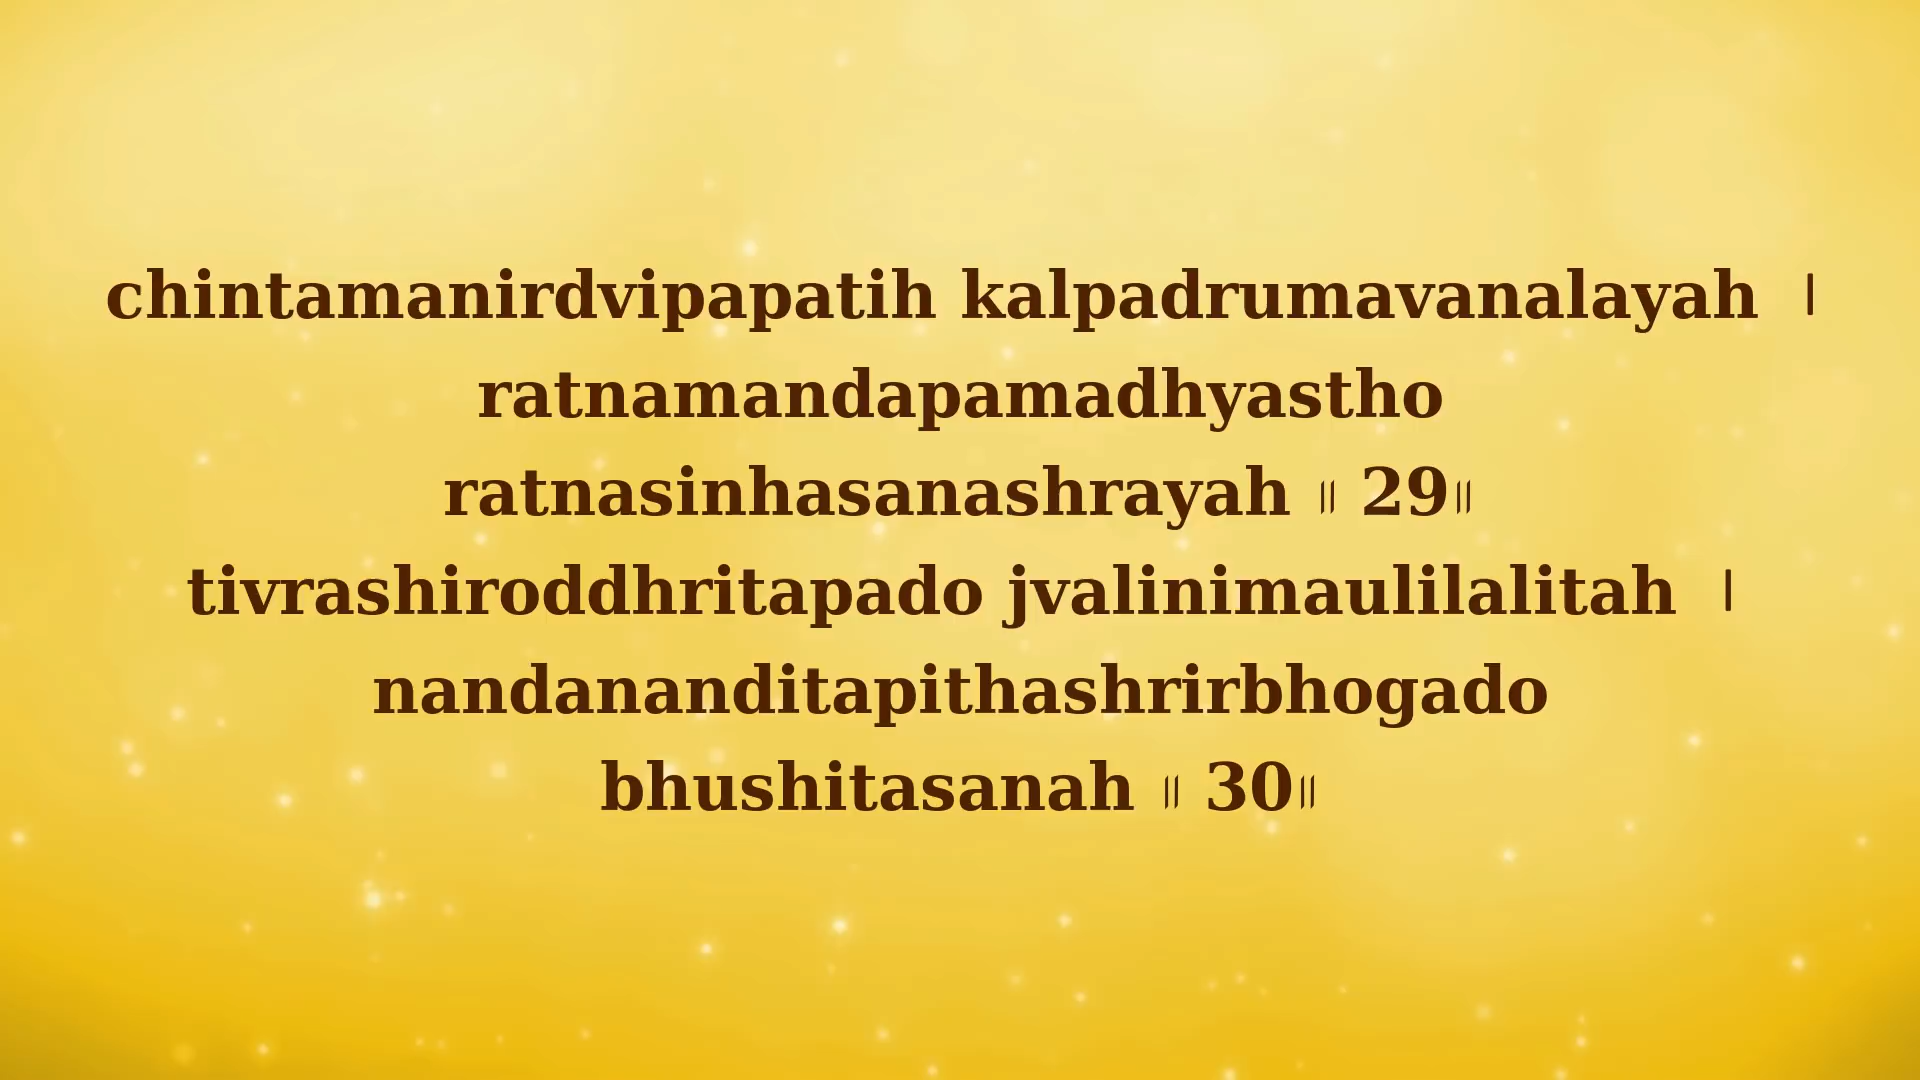 chintamanirdvipapatih kalpadrumavanalayah ।
ratnamandapamadhyastho
ratnasinhasanashrayah ॥ 29॥
tivrashiroddhritapado jvalinimaulilalitah ।
nandananditapithashrirbhogado
bhushitasanah ॥ 30॥